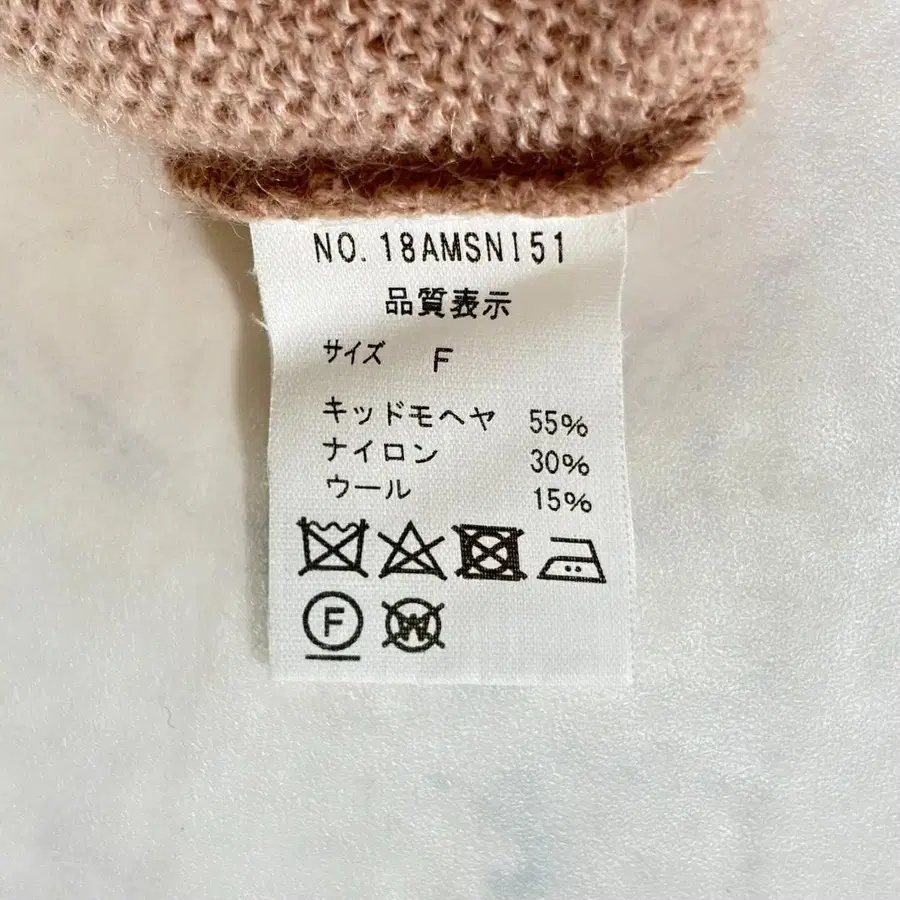 NO. 18AMSNI51
品質表示
サイズ F
キッドモヘヤ 55%
ナイロン 30%
ウール 15%
F W